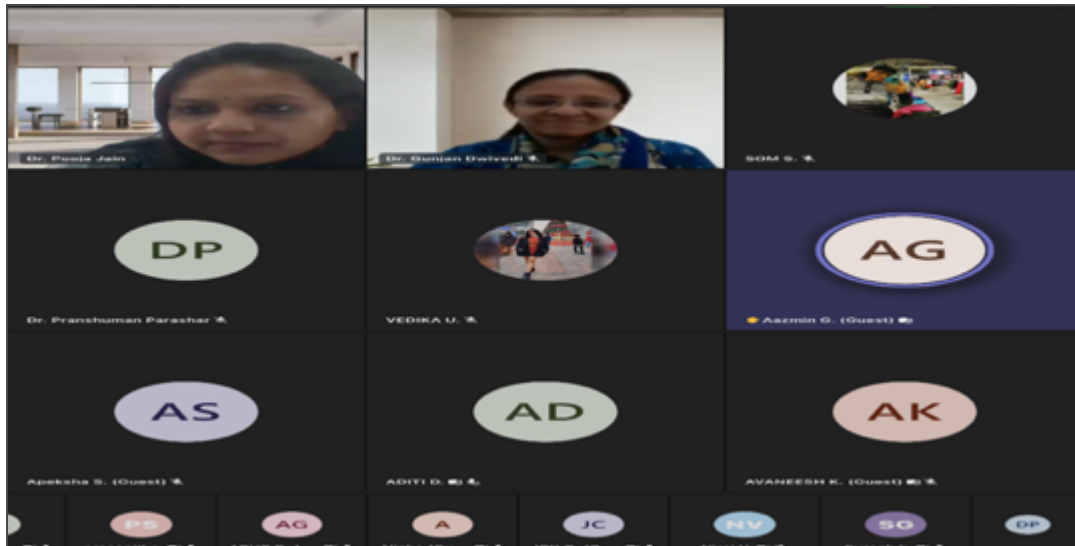 Dr. Pooja Jain
Dr. Gunjan Dwivedi
SOM S.
DP
Dr. Pranshuman Parashar
VEDIKA U.
AG
Aazmin G. (Guest)
AS
Apeksha S. (Guest)
AD
ADITI D.
AK
AVANEESH K. (Guest)
PS
AG
A
JC
NV
SG
DP